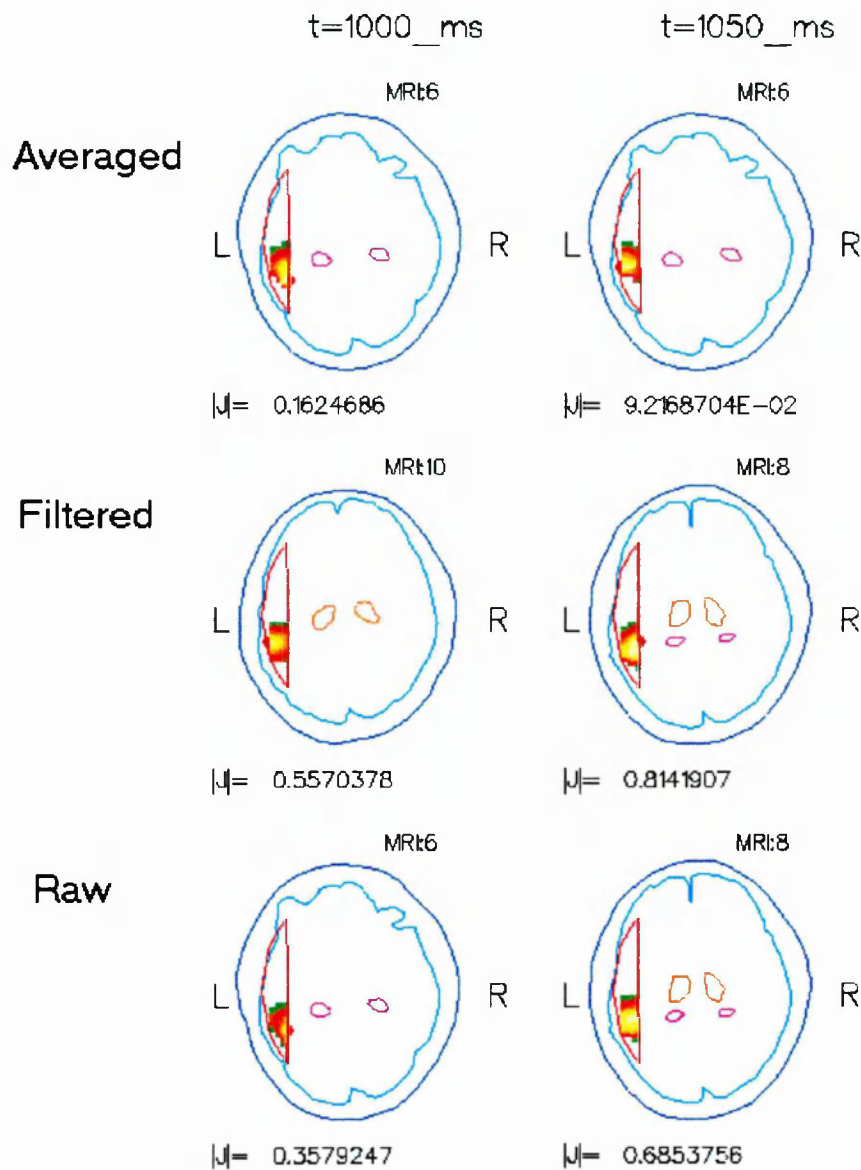 t=1000_ms t=1050_ms
MRI:6 MRI:6
Averaged
L R L R
|J|= 0.1624686 |J|= 9.2168704E-02
MRI:10 MRI:8
Filtered
L R L R
|J|= 0.5570378 |J|= 0.8141907
MRI:6 MRI:8
Raw
L R L R
|J|= 0.3579247 |J|= 0.6853756